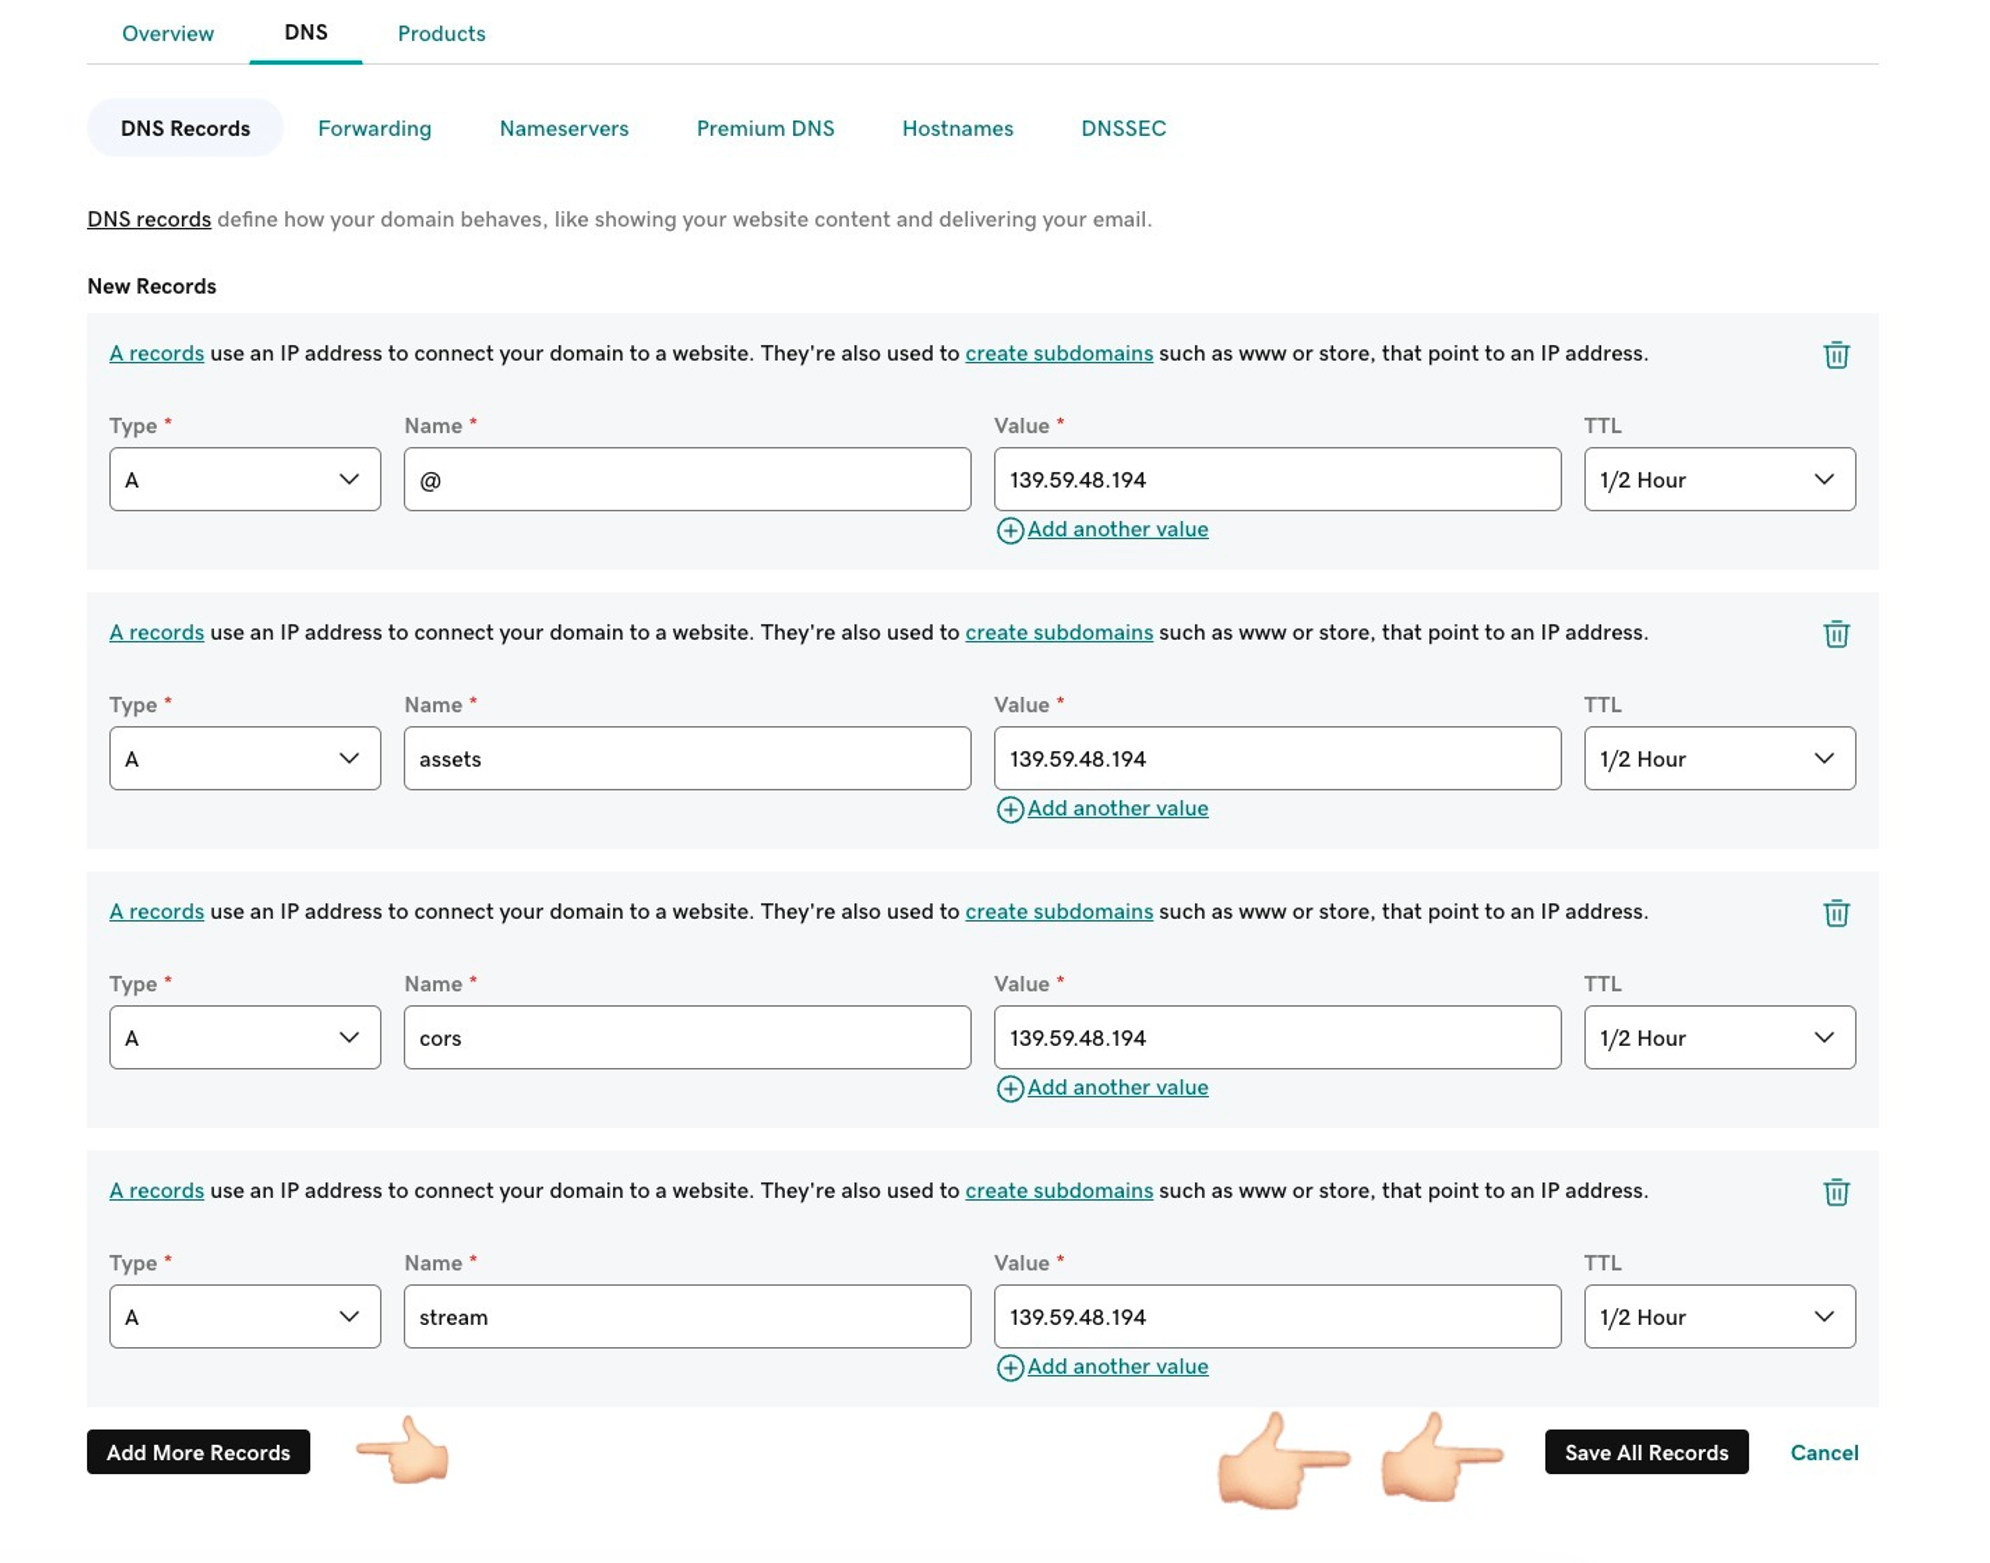 Overview DNS Products
DNS Records Forwarding Nameservers Premium DNS Hostnames DNSSEC
DNS records define how your domain behaves, like showing your website content and delivering your email.
New Records
A records use an IP address to connect your domain to a website. They're also used to create subdomains such as www or store, that point to an IP address.
Type * Name * Value * TTL
A @ 139.59.48.194 1/2 Hour
Add another value
A records use an IP address to connect your domain to a website. They're also used to create subdomains such as www or store, that point to an IP address.
Type * Name * Value * TTL
A assets 139.59.48.194 1/2 Hour
Add another value
A records use an IP address to connect your domain to a website. They're also used to create subdomains such as www or store, that point to an IP address.
Type * Name * Value * TTL
A cors 139.59.48.194 1/2 Hour
Add another value
A records use an IP address to connect your domain to a website. They're also used to create subdomains such as www or store, that point to an IP address.
Type * Name * Value * TTL
A stream 139.59.48.194 1/2 Hour
Add another value
Add More Records Save All Records Cancel